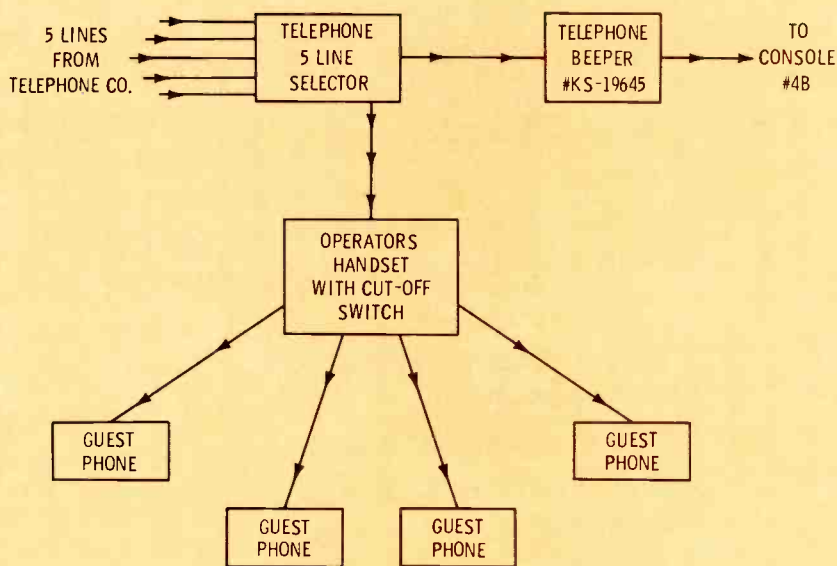 5 LINES
FROM
TELEPHONE CO.
TELEPHONE
5 LINE
SELECTOR
TELEPHONE
BEEPER
#KS-19645
TO
CONSOLE
#4B
OPERATORS
HANDSET
WITH CUT-OFF
SWITCH
GUEST
PHONE
GUEST
PHONE
GUEST
PHONE
GUEST
PHONE